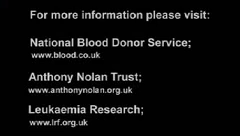 For more information please visit:
National Blood Donor Service;
www.blood.co.uk
Anthony Nolan Trust;
www.anthonynolan.org.uk
Leukaemia Research;
www.lrf.org.uk